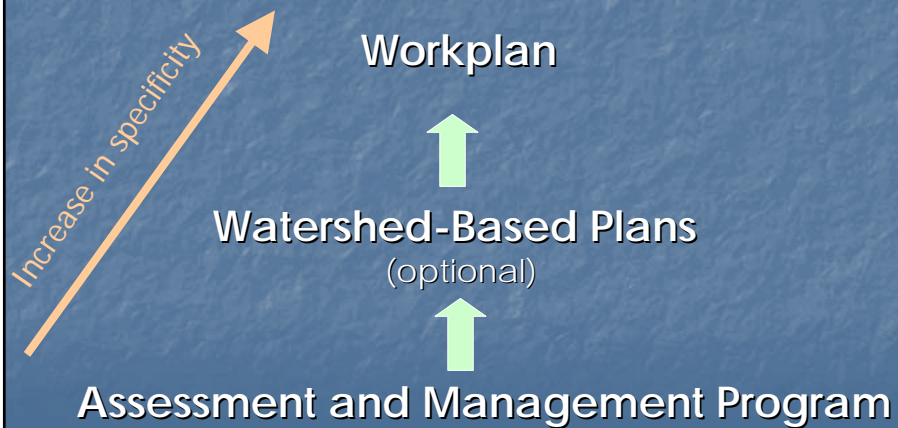 Increase in specificity
Workplan
Watershed-Based Plans
(optional)
Assessment and Management Program